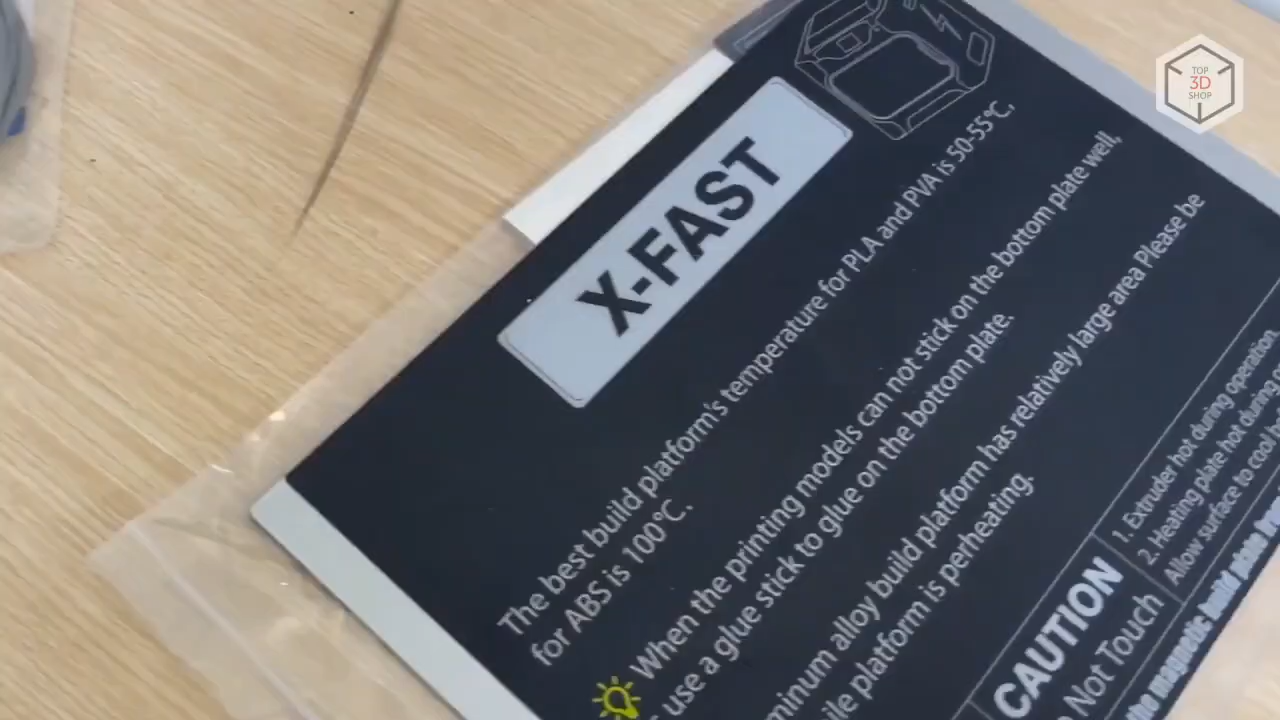 TOP
3D
SHOP
X-FAST
The best build platform's temperature for PLA and PVA is 50-55℃,
for ABS is 100℃.
When the printing models can not stick on the bottom plate well,
use a glue stick to glue on the bottom plate.
alloy build platform has relatively large area Please be
platform is perheating.
CAUTION
Not Touch
1. Extruder hot during operation.
2. Heating plate hot during
Allow surface to cool
magnetic build plate